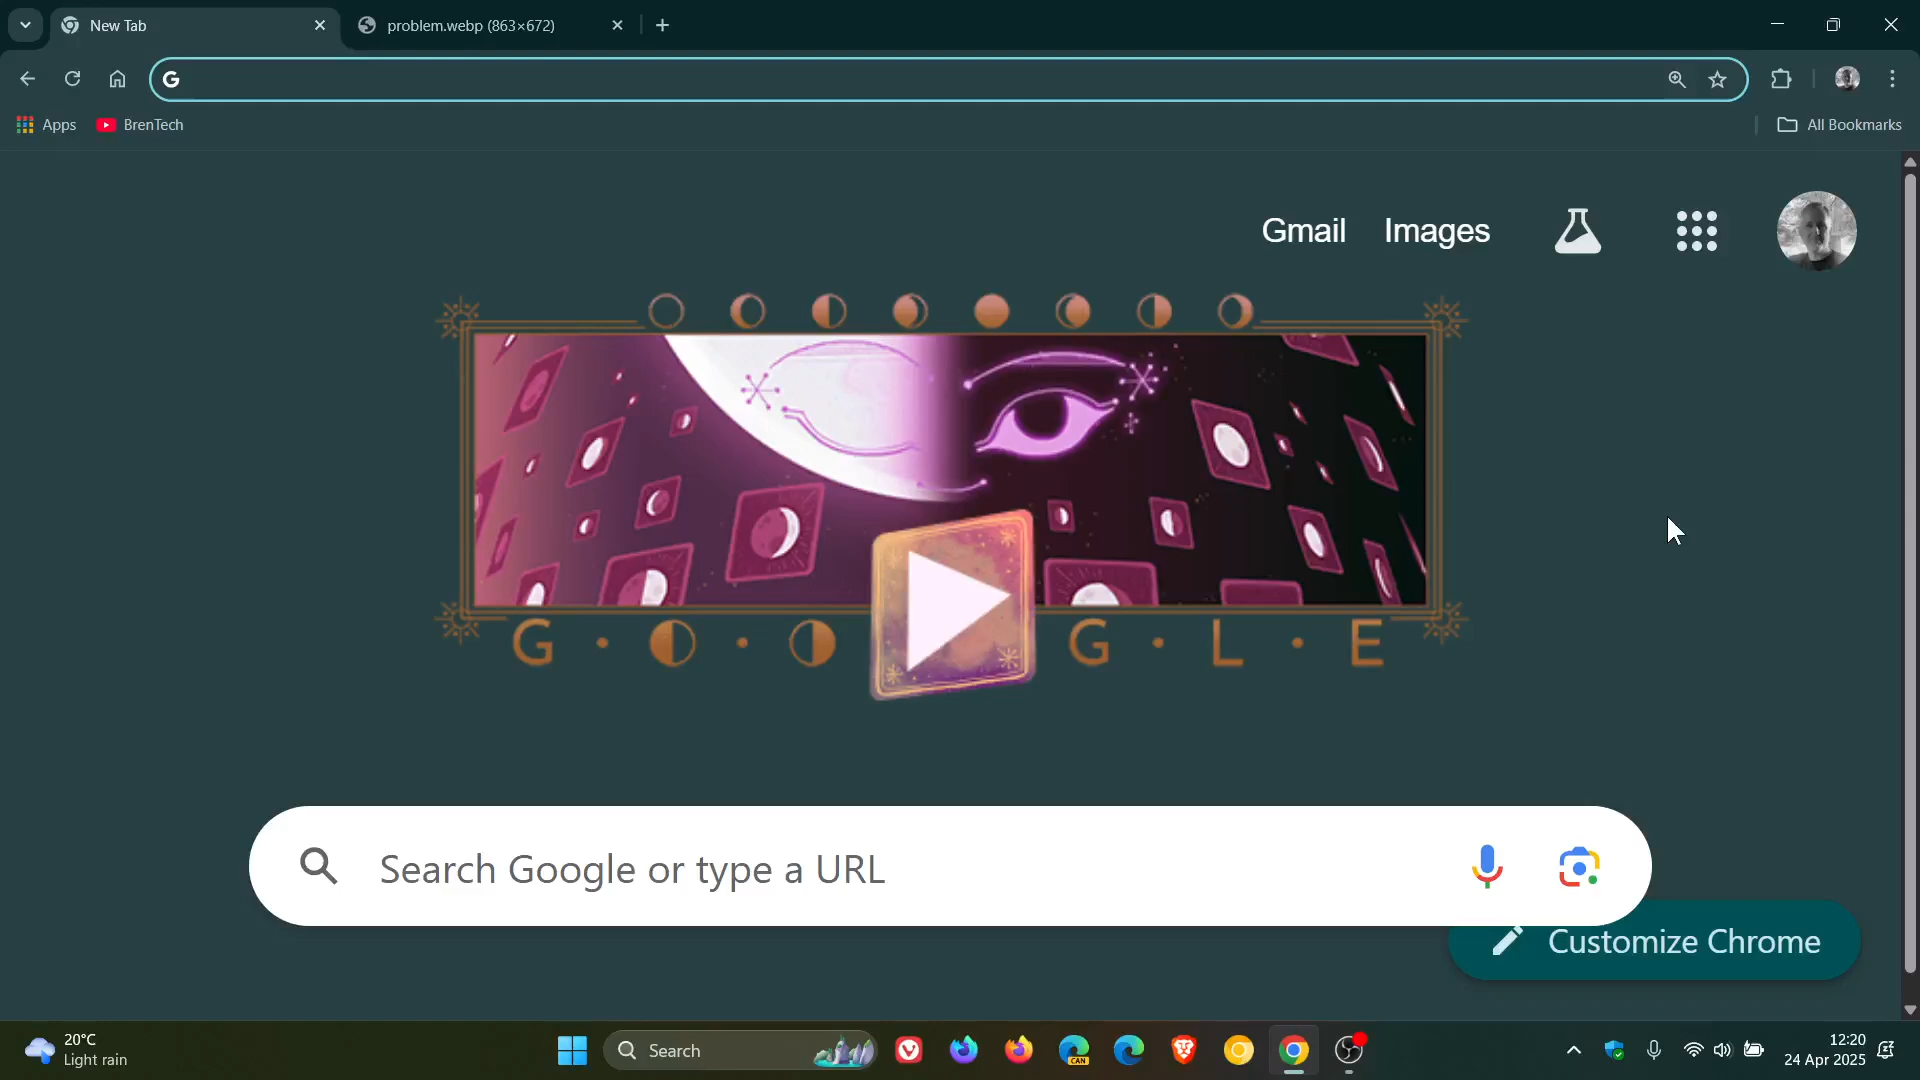 New Tab
problem.webp (863×672)
Apps
BrenTech
All Bookmarks
Gmail
Images
G · O · O G · L · E
Search Google or type a URL
Customize Chrome
20°C
Light rain
Search
CAN
12:20
24 Apr 2025